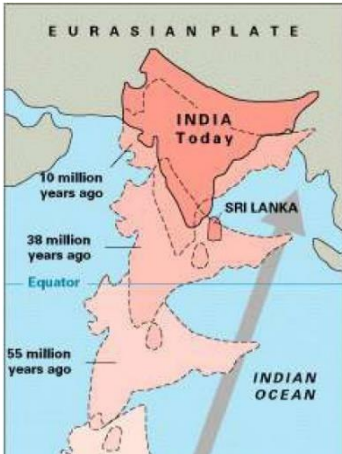 EURASIAN PLATE
INDIA
Today
10 million
years ago
SRI LANKA
38 million
years ago
Equator
55 million
years ago
INDIAN
OCEAN